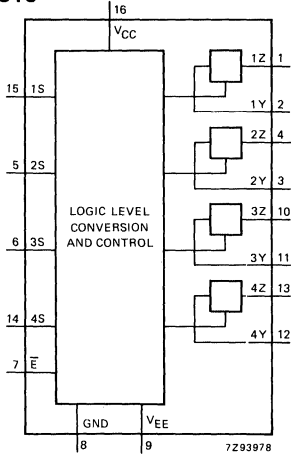 16
VCC
1Z 1
15 1S
1Y 2
2Z 4
5 2S
2Y 3
3Z 10
LOGIC LEVEL
CONVERSION
AND CONTROL
6 3S
3Y 11
4Z 13
14 4S
4Y 12
7 E̅
GND VEE
8 9
7Z93978